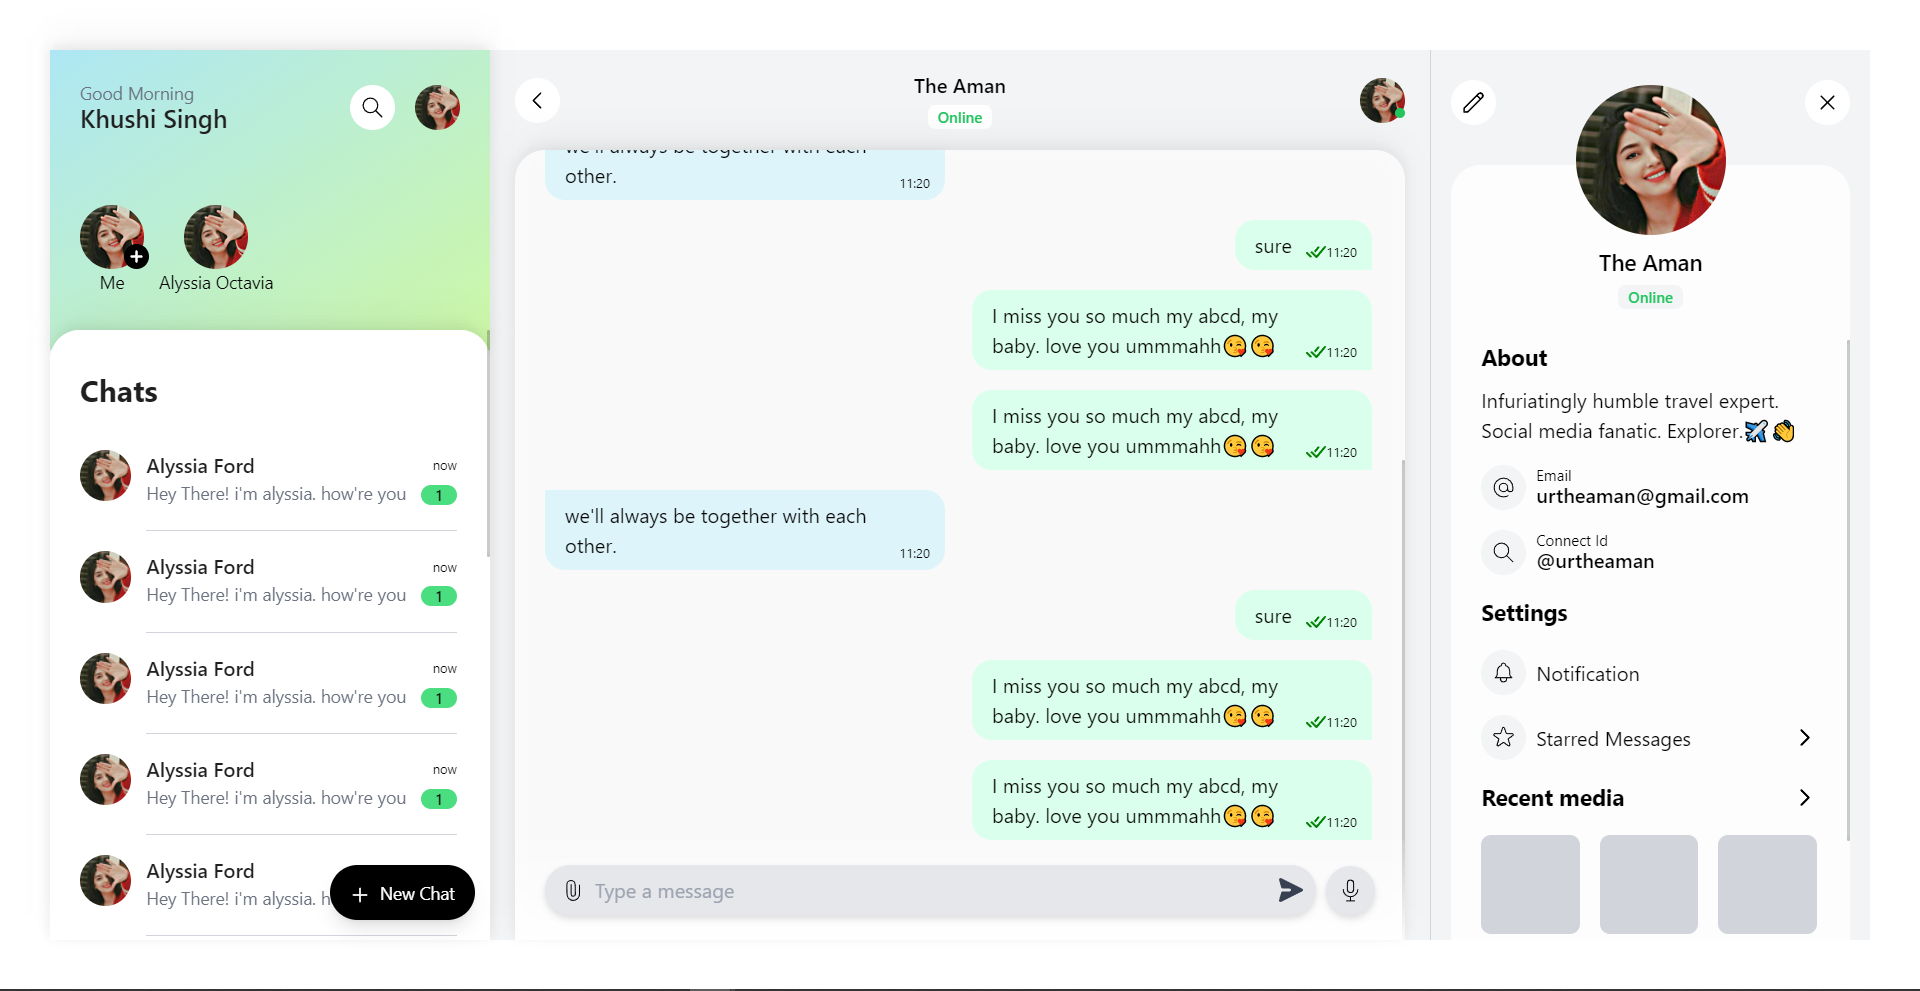 Good Morning
Khushi Singh
Me
Alyssia Octavia
Chats
Alyssia Ford
now
Hey There! i'm alyssia. how're you
1
Alyssia Ford
now
Hey There! i'm alyssia. how're you
1
Alyssia Ford
now
Hey There! i'm alyssia. how're you
1
Alyssia Ford
now
Hey There! i'm alyssia. how're you
1
Alyssia Ford
Hey There! i'm alyssia. h
New Chat
The Aman
Online
we'll always be together with each
other.
11:20
sure
11:20
I miss you so much my abcd, my
baby. love you ummmahh😘😘
11:20
I miss you so much my abcd, my
baby. love you ummmahh😘😘
11:20
we'll always be together with each
other.
11:20
sure
11:20
I miss you so much my abcd, my
baby. love you ummmahh😘😘
11:20
I miss you so much my abcd, my
baby. love you ummmahh😘😘
11:20
Type a message
The Aman
Online
About
Infuriatingly humble travel expert.
Social media fanatic. Explorer.✈️👏
Email
urtheaman@gmail.com
Connect Id
@urtheaman
Settings
Notification
Starred Messages
Recent media